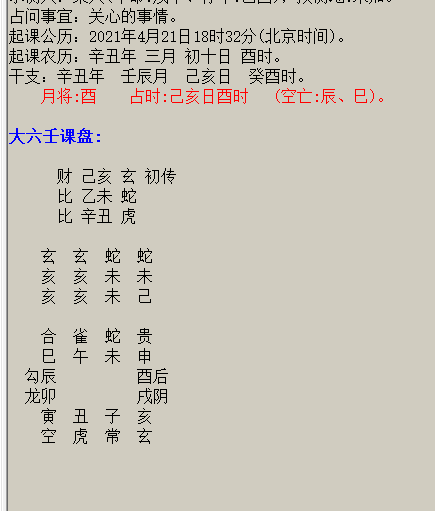 占问事宜：关心的事情。
起课公历：2021年4月21日18时32分(北京时间)。
起课农历：辛丑年 三月 初十日 酉时。
干支：辛丑年 壬辰月 己亥日 癸酉时。
月将:酉 占时:己亥日酉时 (空亡:辰、巳)。
大六壬课盘:
财 己亥 玄 初传
比 乙未 蛇
比 辛丑 虎
玄 玄 蛇 蛇
亥 亥 未 未
亥 亥 未 己
合 雀 蛇 贵
巳 午 未 申
勾辰 酉后
龙卯 戌阴
寅 丑 子 亥
空 虎 常 玄